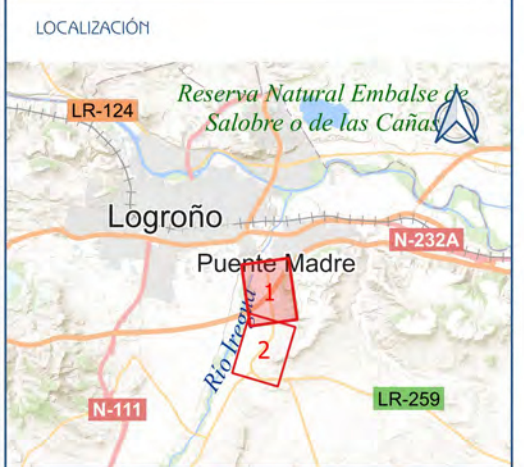 LOCALIZACIÓN
LR-124
Reserva Natural Embalse de
Salobre o de las Cañas
Logroño
N-232A
Puente Madre
1
Río Iregua
2
N-111
LR-259